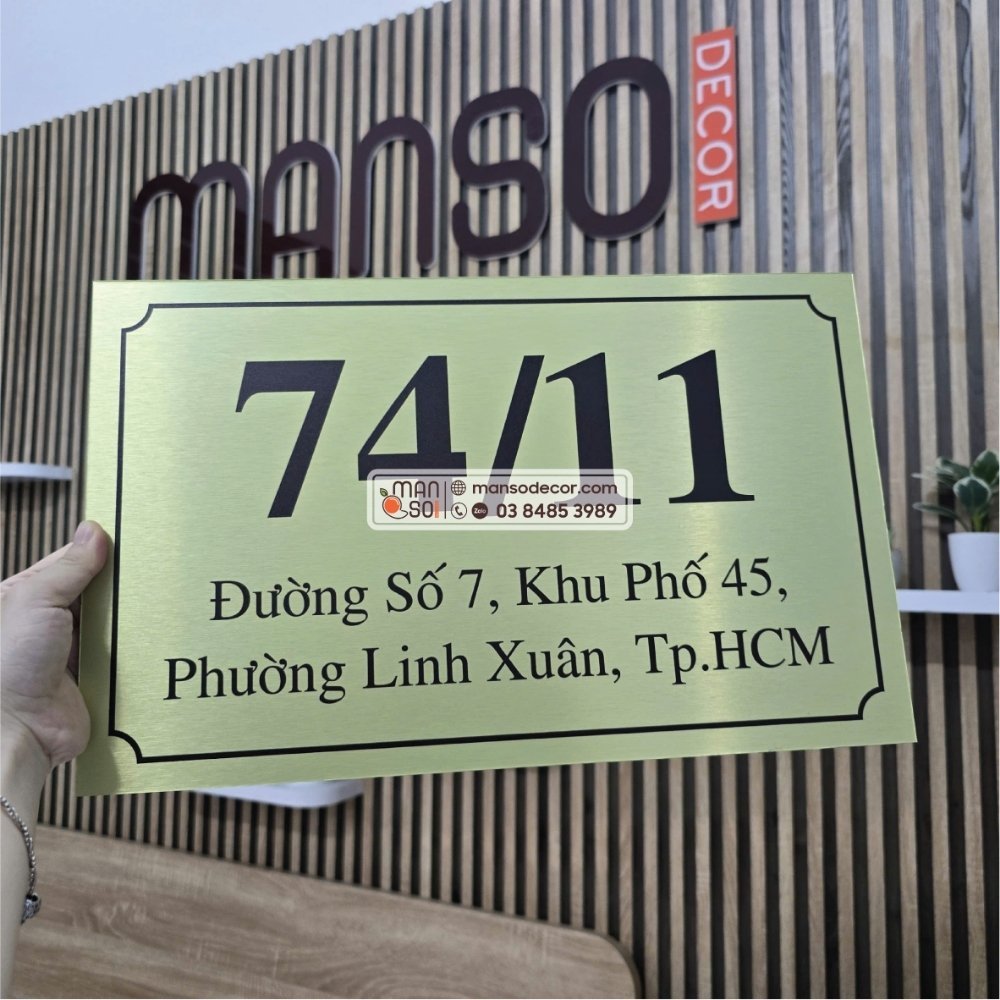 MANSO
DECOR
74/11
MAN
SOI
mansodecor.com
Zalo
03 8485 3989
Đường Số 7, Khu Phố 45,
Phường Linh Xuân, Tp.HCM